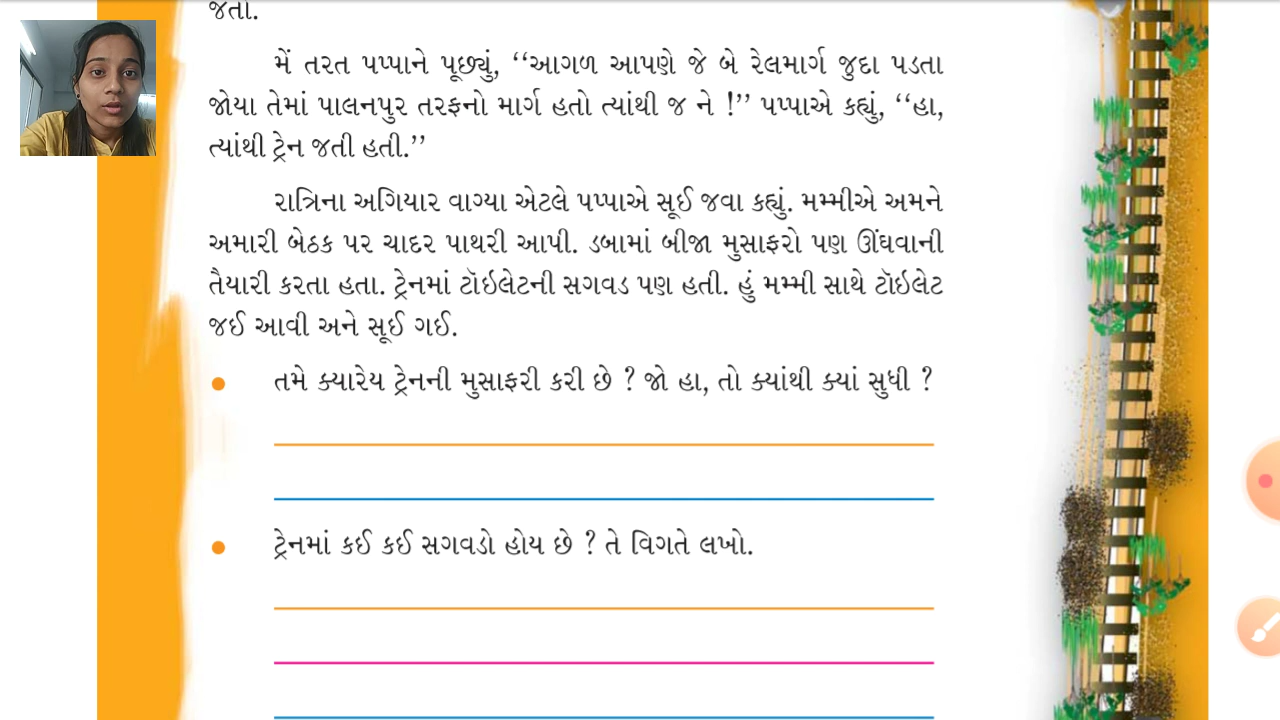 જતી.
મેં તરત પપ્પાને પૂછ્યું, “આગળ આપણે જે બે રેલમાર્ગ જુદા પડતા
જોયા તેમાં પાલનપુર તરફનો માર્ગ હતો ત્યાંથી જ ને !” પપ્પાએ કહ્યું, “હા,
ત્યાંથી ટ્રેન જતી હતી.”
રાત્રિના અગિયાર વાગ્યા એટલે પપ્પાએ સૂઈ જવા કહ્યું. મમ્મીએ અમને
અમારી બેઠક પર ચાદર પાથરી આપી. ડબામાં બીજા મુસાફરો પણ ઊંઘવાની
તૈયારી કરતા હતા. ટ્રેનમાં ટૉઇલેટની સગવડ પણ હતી. હું મમ્મી સાથે ટૉઇલેટ
જઈ આવી અને સૂઈ ગઈ.
• તમે ક્યારેય ટ્રેનની મુસાફરી કરી છે ? જો હા, તો ક્યાંથી ક્યાં સુધી ?
• ટ્રેનમાં કઈ કઈ સગવડો હોય છે ? તે વિગતે લખો.